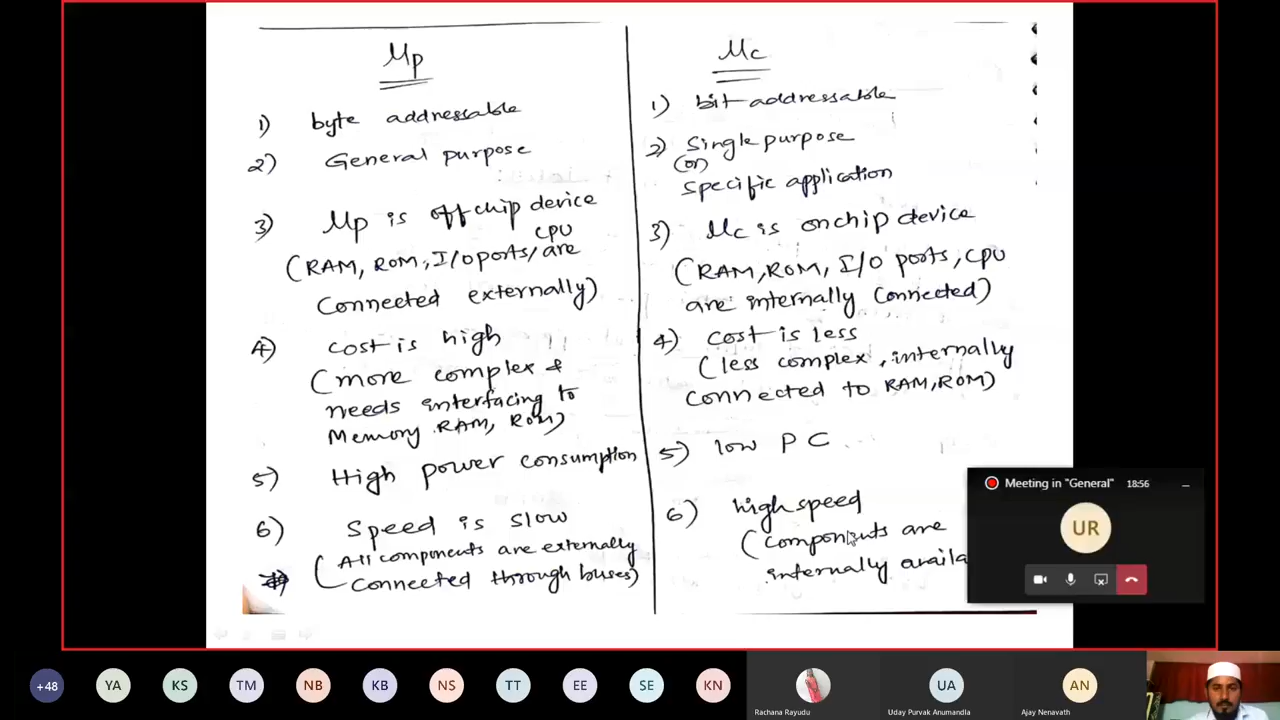 Mp
1) byte addressable
2) General purpose
3) Mp is off chip device
CPU
(RAM, ROM, I/O ports/are
Connected externally)
4) cost is high
(more complex &
needs interfacing to
Memory RAM, ROM)
5) High power consumption
6) Speed is slow
(All components are externally
Connected through buses)
Mc
1) bit addressable
2) Single purpose
(or)
specific application
3) Mc is onchip device
(RAM, ROM, I/O ports, CPU
are internally Connected)
4) cost is less
(less complex, internally
connected to RAM, ROM)
5) low P C
6) high speed
(components are
internally availa
Meeting in "General" 18:56
UR
+48
YA
KS
TM
NB
KB
NS
TT
EE
SE
KN
Rachana Rayudu
UA
Uday Purvak Anumandla
AN
Ajay Nenavath